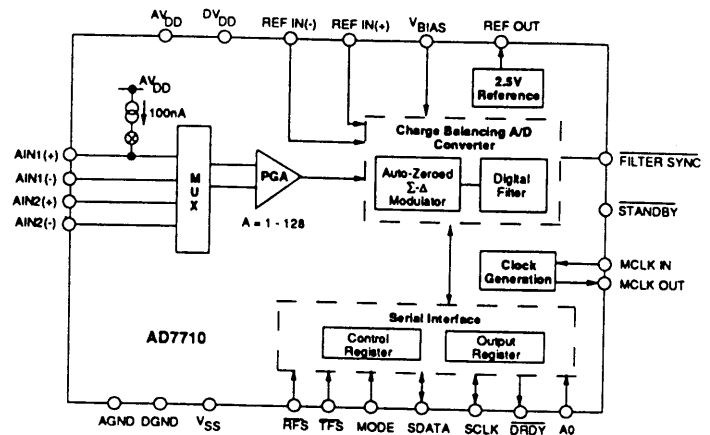 AVDD
DVDD
REF IN(-)
REF IN(+)
VBIAS
REF OUT
AVDD
100nA
2.5V
Reference
Charge Balancing A/D
Converter
Auto-Zeroed
Σ-Δ
Modulator
Digital
Filter
AIN1(+)
AIN1(-)
AIN2(+)
AIN2(-)
MUX
PGA
A = 1 - 128
FILTER SYNC
STANDBY
Clock
Generation
MCLK IN
MCLK OUT
AD7710
Serial Interface
Control
Register
Output
Register
AGND
DGND
VSS
RFS
TFS
MODE
SDATA
SCLK
DRDY
A0